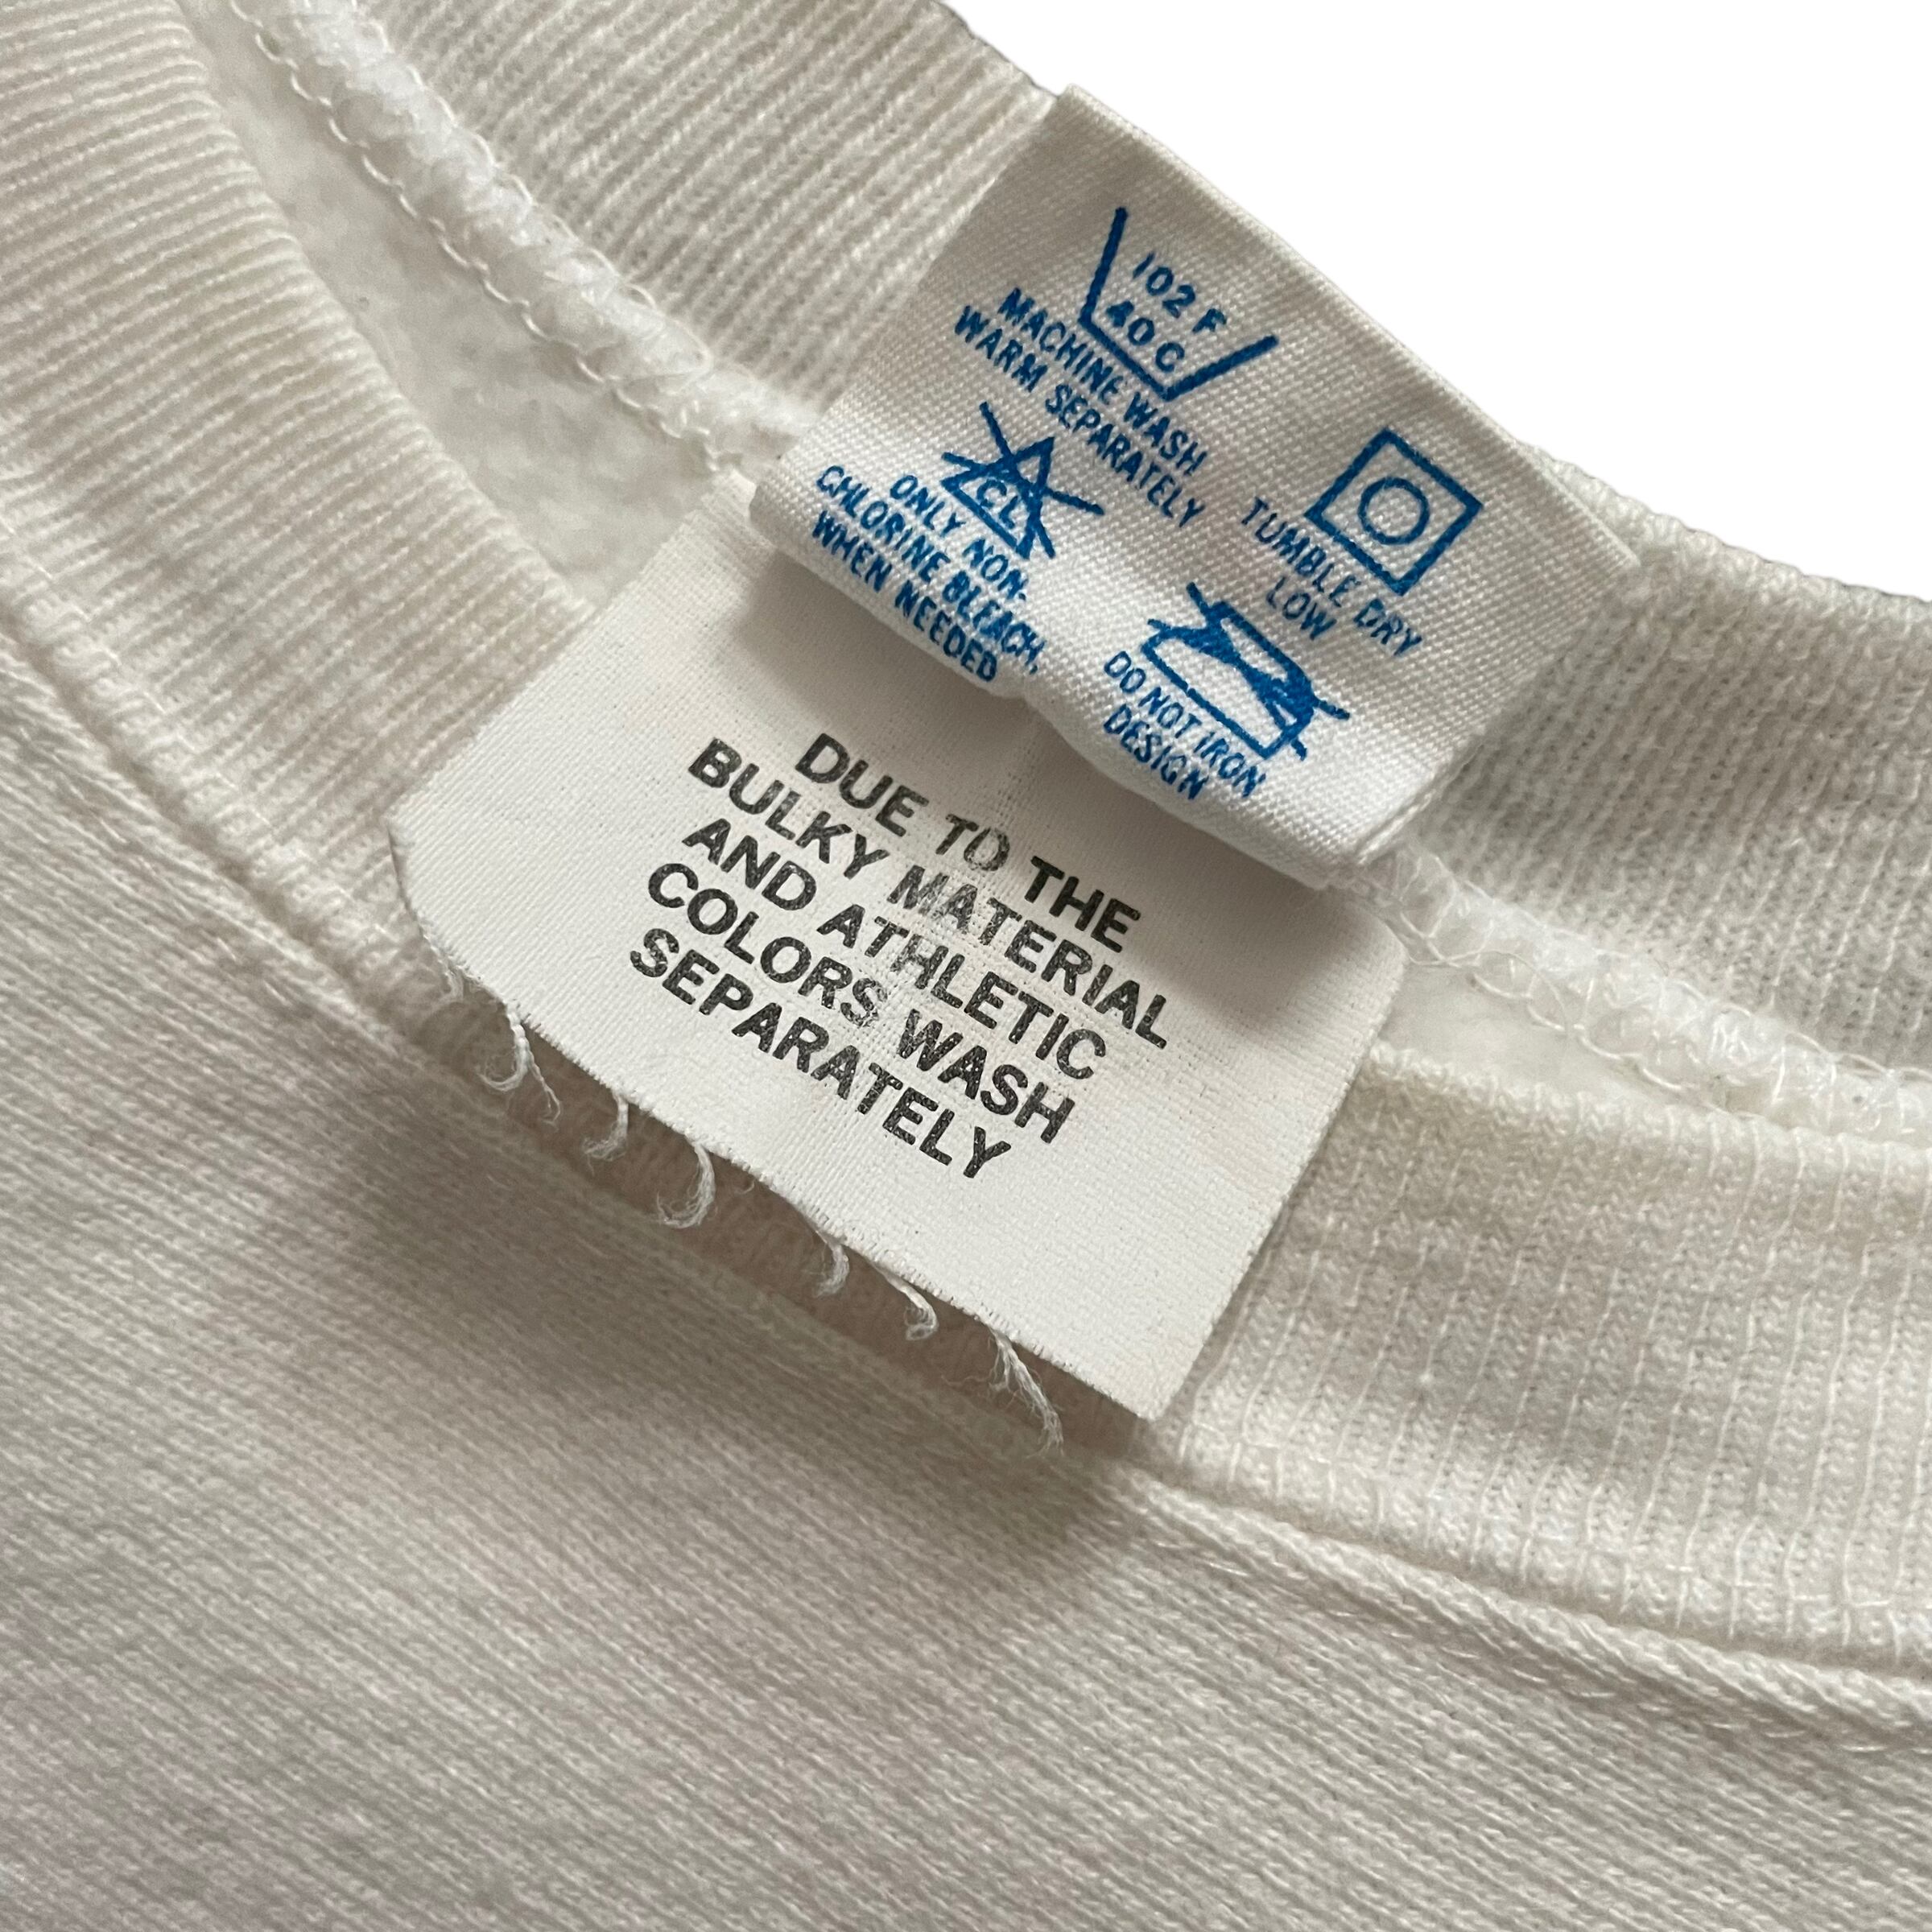 102 F
40 C
MACHINE WASH
WARM SEPARATELY
CL
ONLY NON-
CHLORINE BLEACH,
WHEN NEEDED
TUMBLE DRY
LOW
DO NOT IRON
DESIGN
DUE TO THE
BULKY MATERIAL
AND ATHLETIC
COLORS WASH
SEPARATELY